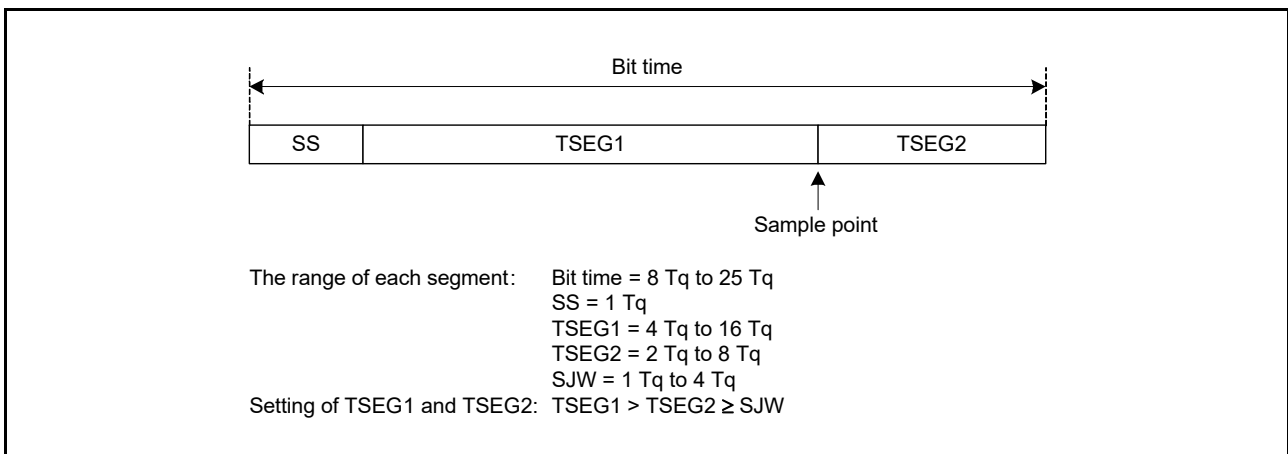 Bit time
SS TSEG1 TSEG2
Sample point
The range of each segment: Bit time = 8 Tq to 25 Tq
SS = 1 Tq
TSEG1 = 4 Tq to 16 Tq
TSEG2 = 2 Tq to 8 Tq
SJW = 1 Tq to 4 Tq
Setting of TSEG1 and TSEG2: TSEG1 > TSEG2 ≥ SJW